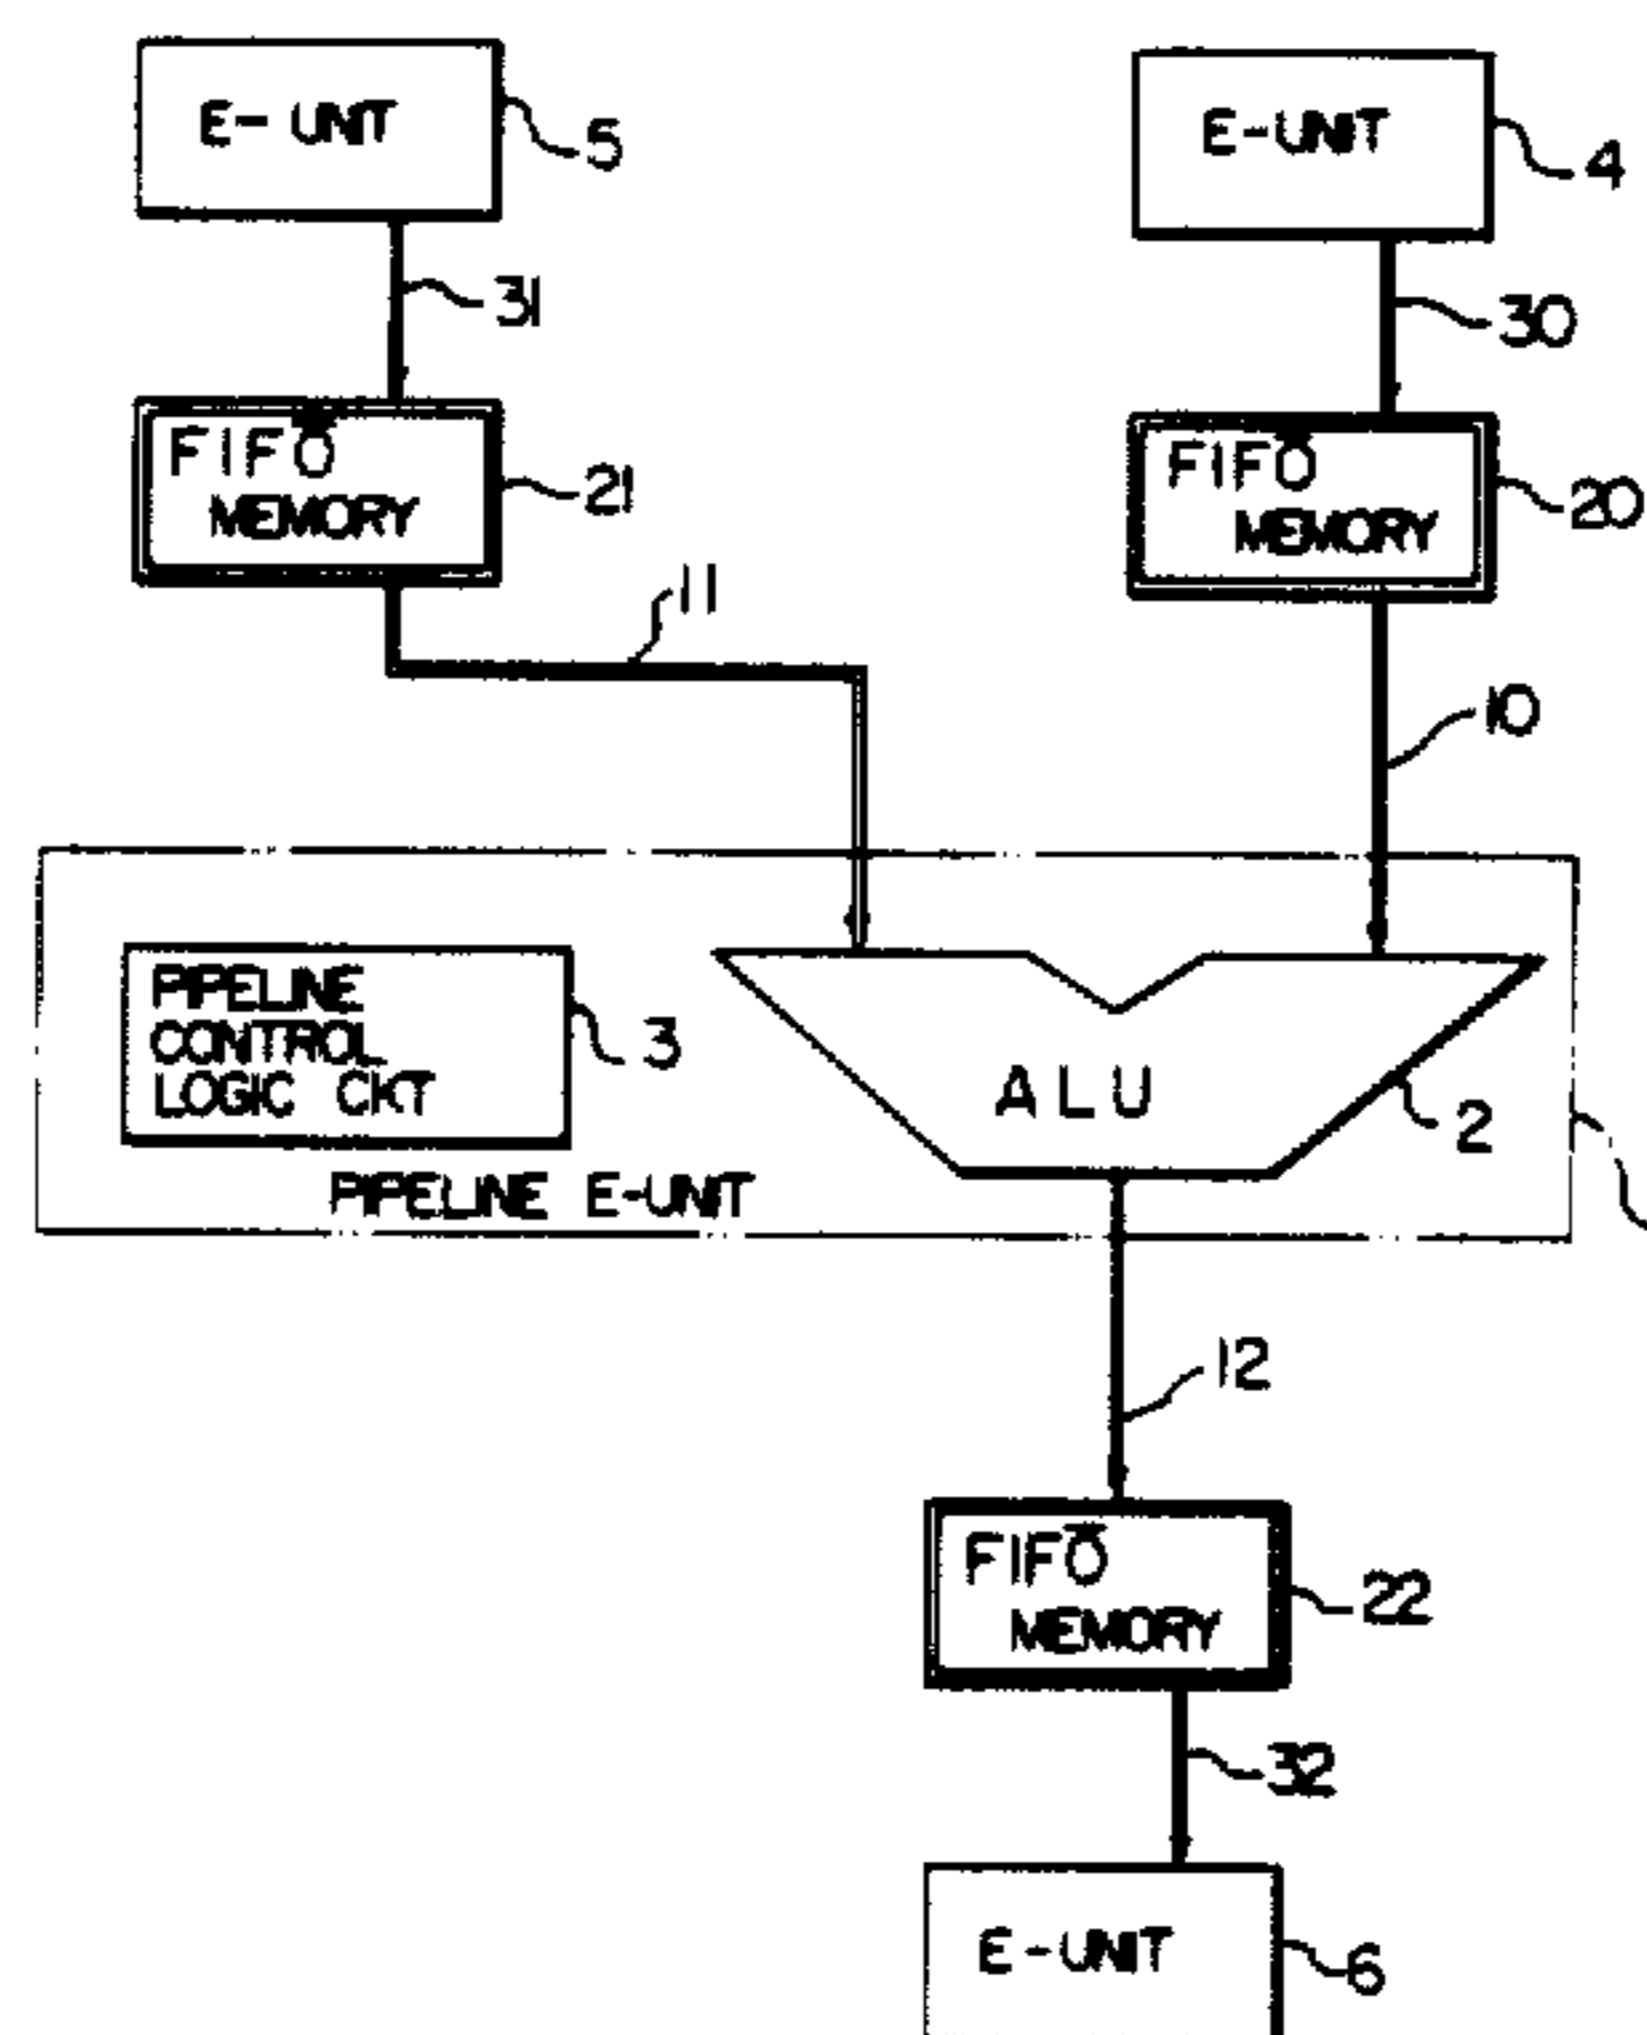 E-UNIT
5
E-UNIT
4
31
30
FIFO
MEMORY
21
FIFO
MEMORY
20
11
10
PIPELINE
CONTROL
LOGIC CKT
3
ALU
2
PIPELINE E-UNIT
12
FIFO
MEMORY
22
32
E-UNIT
6